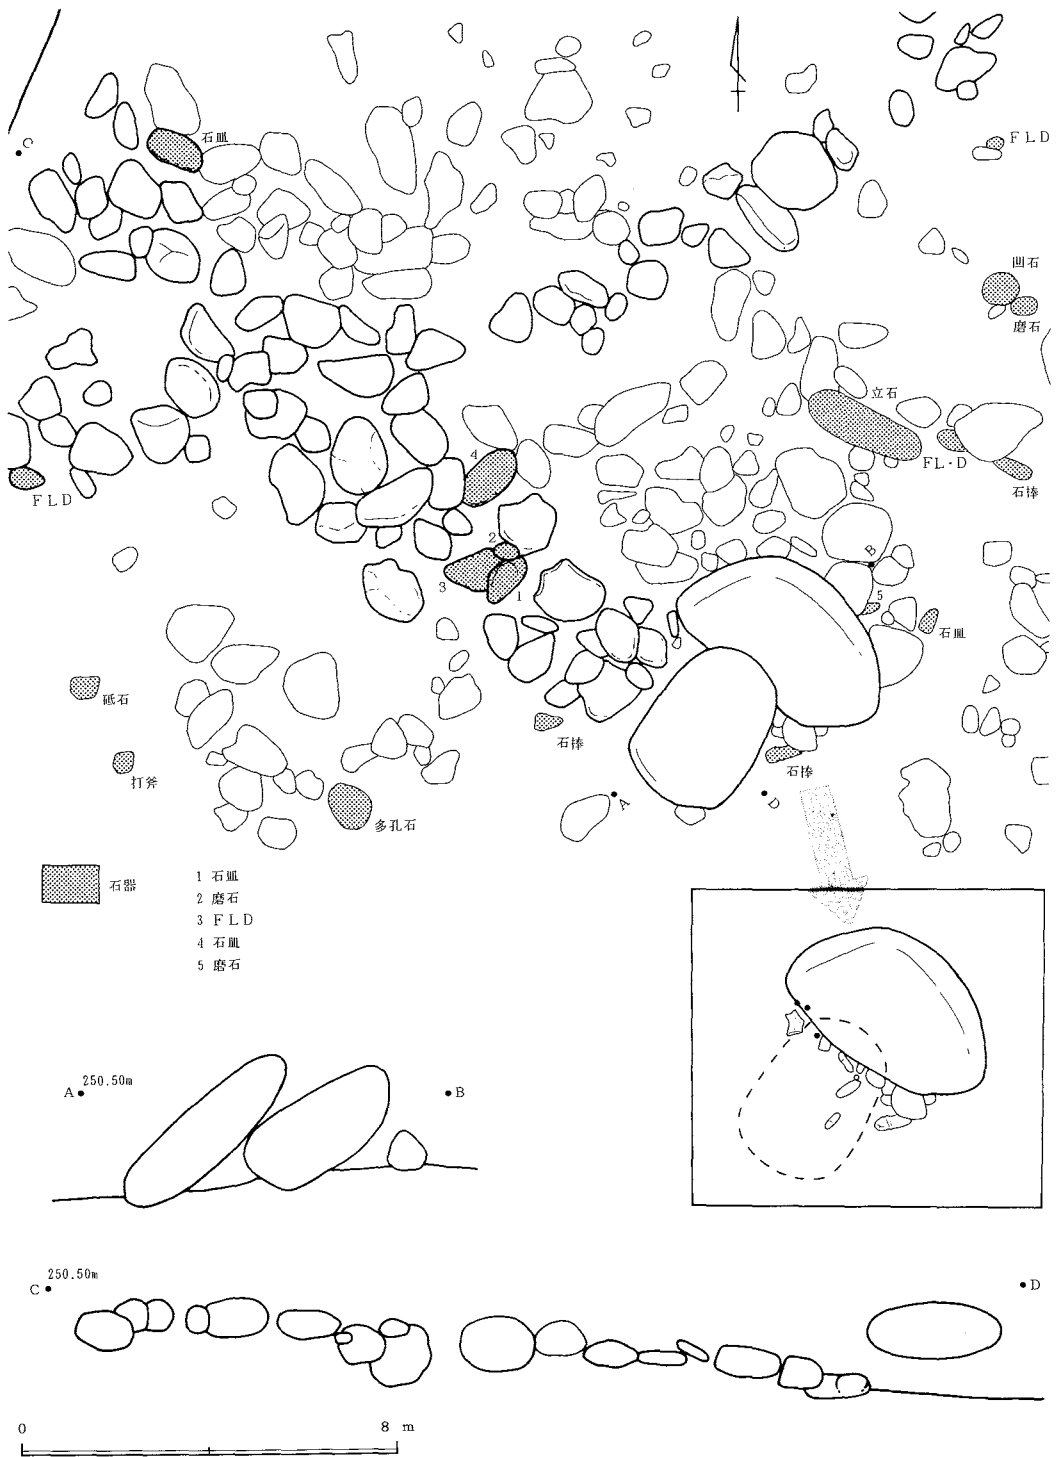 石皿
C
FLD
凹石
磨石
立石
4
FL·D
石棒
FLD
2
B
3
1
5
石皿
砥石
石棒
打斧
石棒
A
D
多孔石
石器
1 石皿
2 磨石
3 FLD
4 石皿
5 磨石
A 250.50m B
C 250.50m D
0 8 m